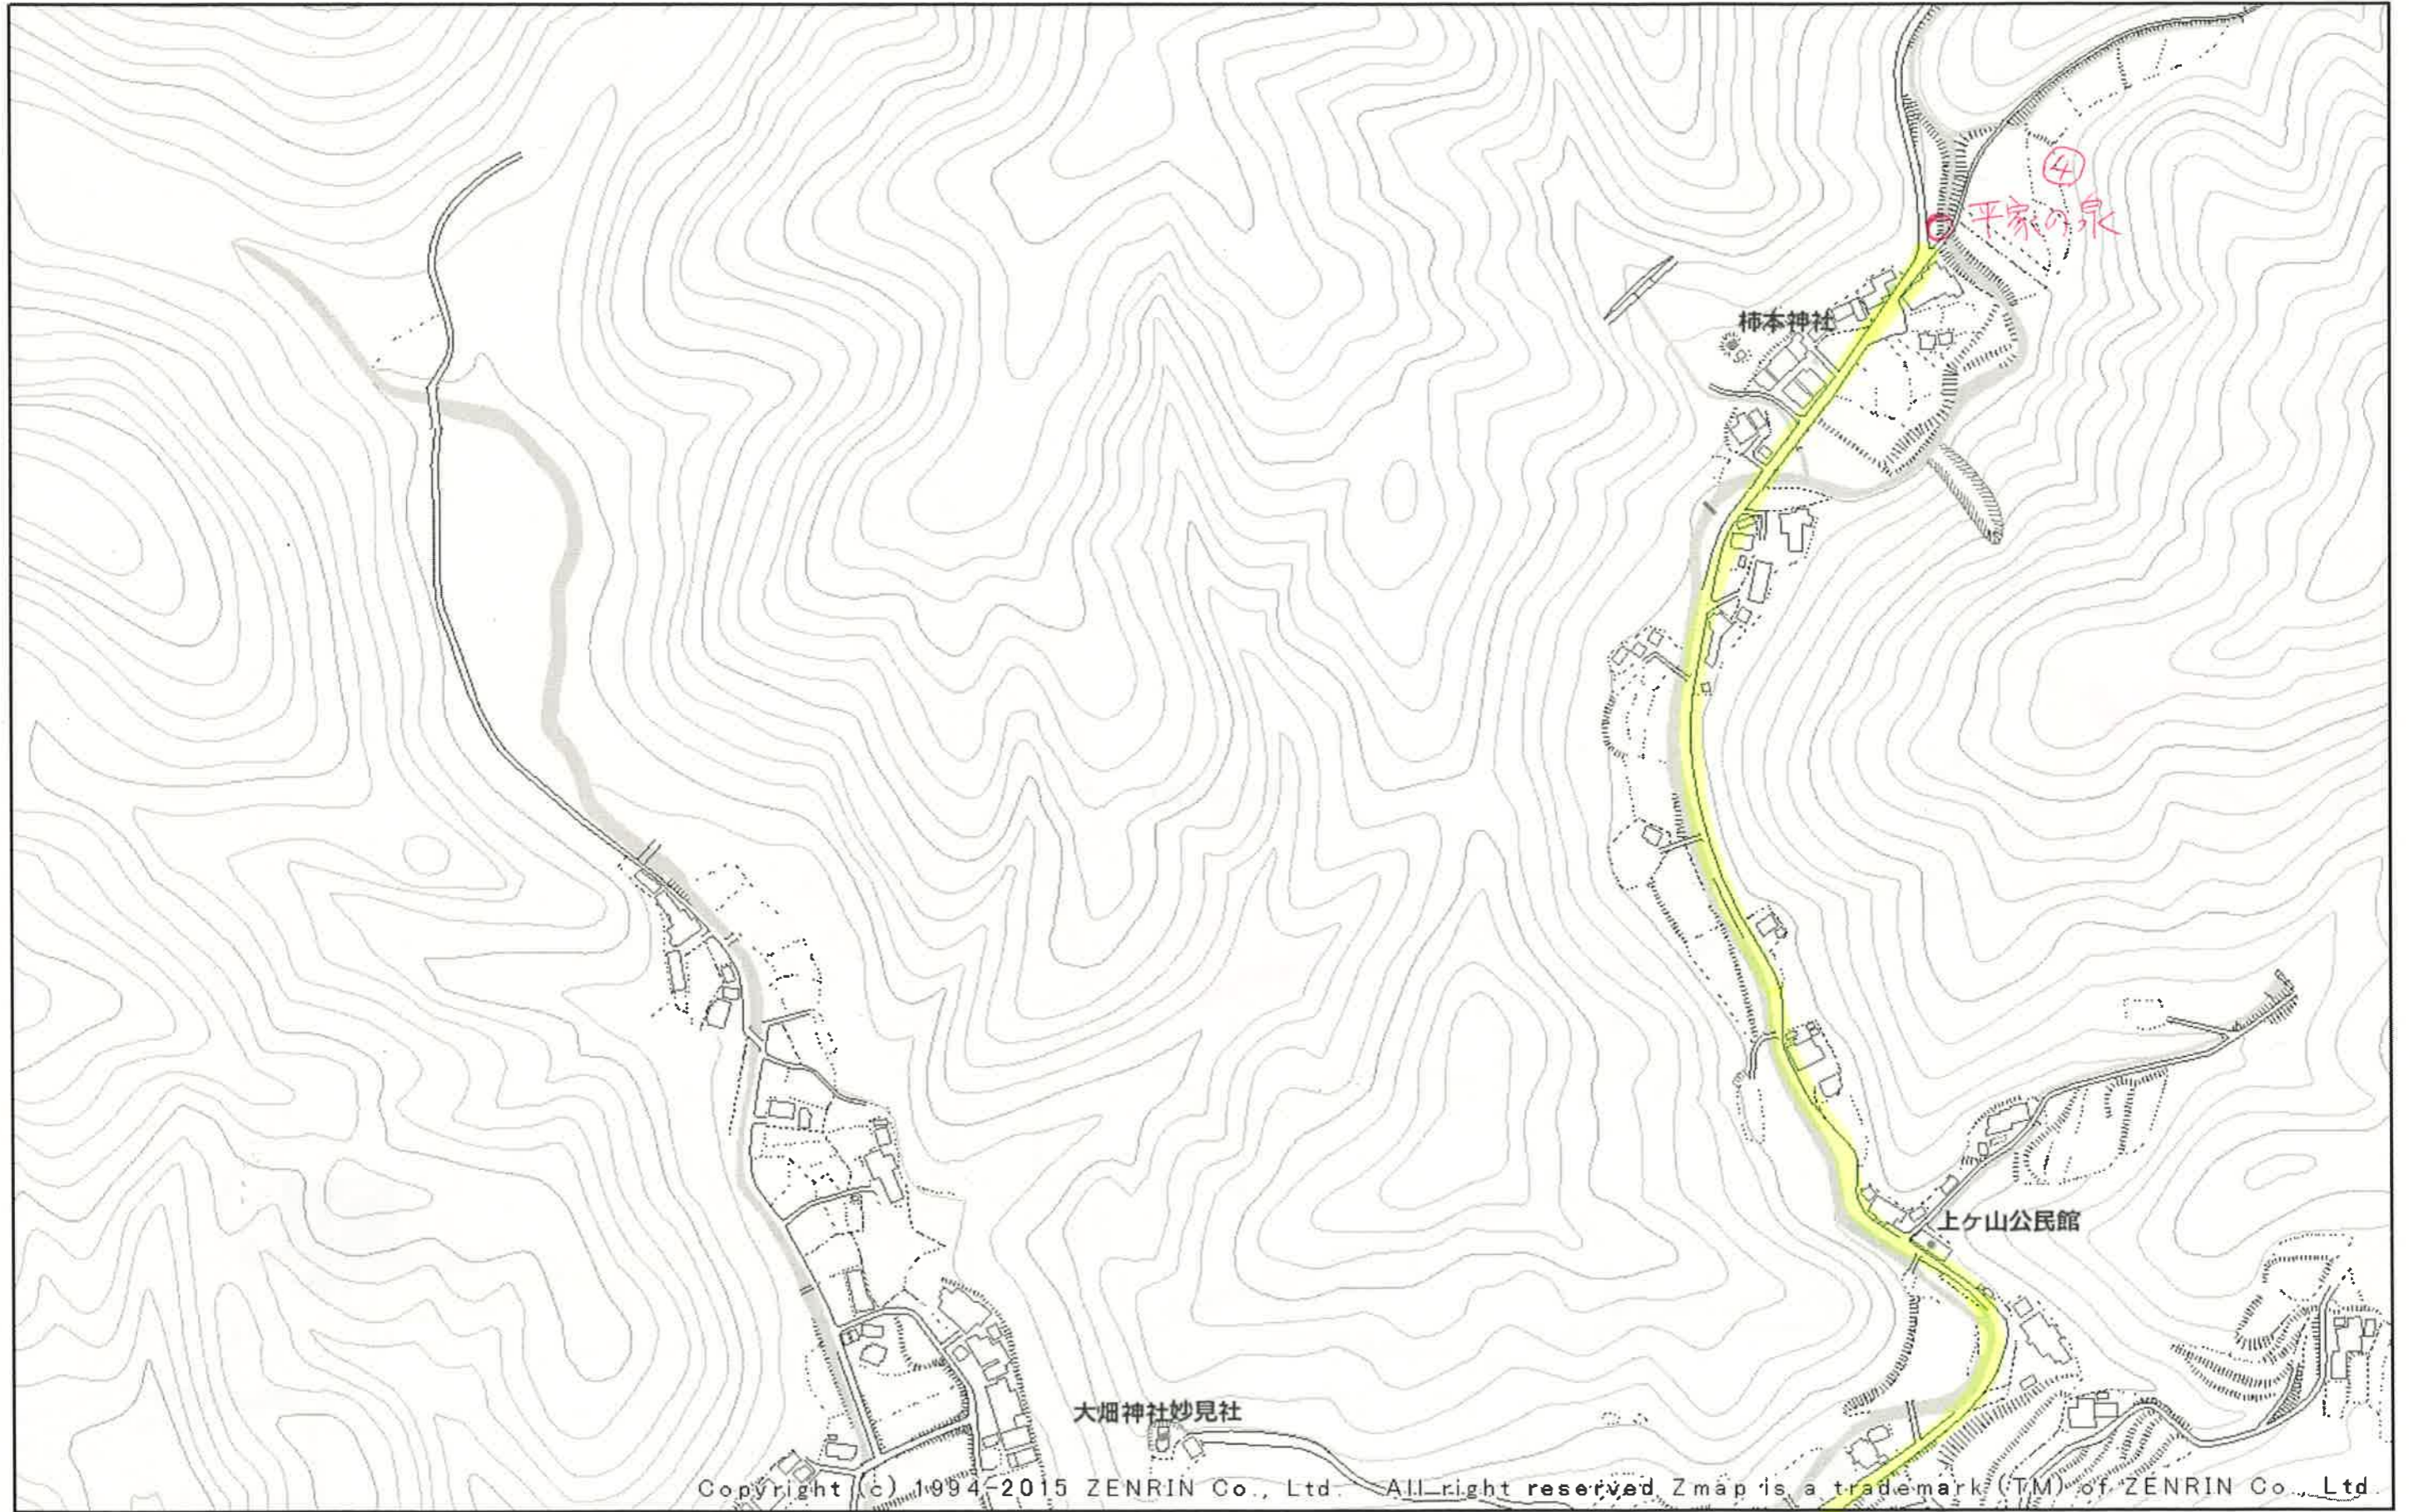 ④
平家の泉
柿本神社
上ヶ山公民館
大畑神社妙見社
Copyright (c) 1994-2015 ZENRIN Co., Ltd. All right reserved. Zmap is a trademark (TM) of ZENRIN Co., Ltd.